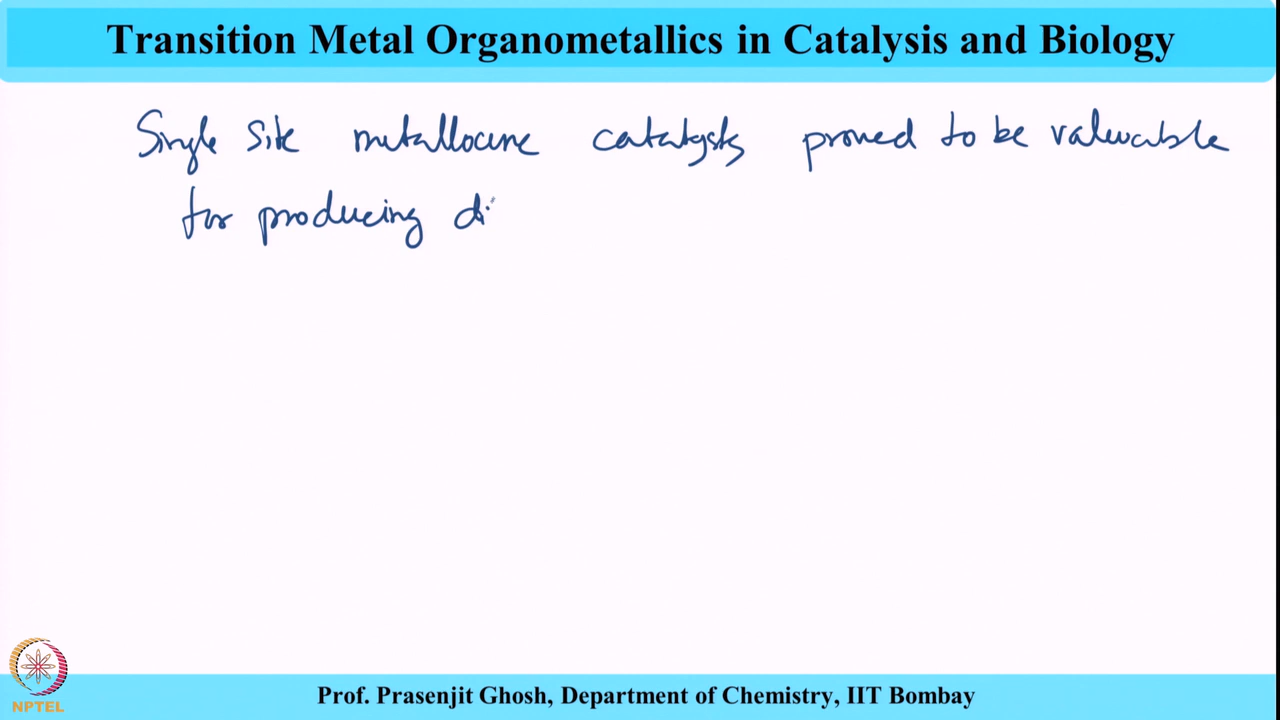 Transition Metal Organometallics in Catalysis and Biology
Single Site metallocene catalysts proved to be valuable
for producing di
NPTEL
Prof. Prasenjit Ghosh, Department of Chemistry, IIT Bombay